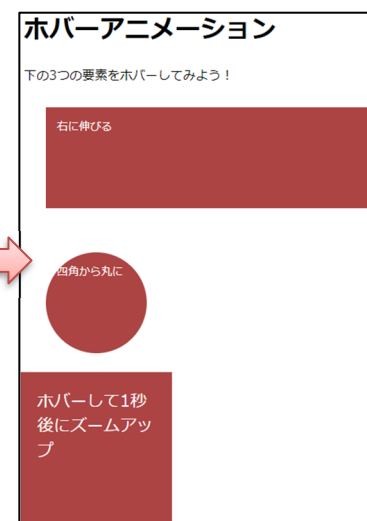 ホバーアニメーション
下の3つの要素をホバーしてみよう！
右に伸びる
四角から丸に
ホバーして1秒
後にズームアッ
プ